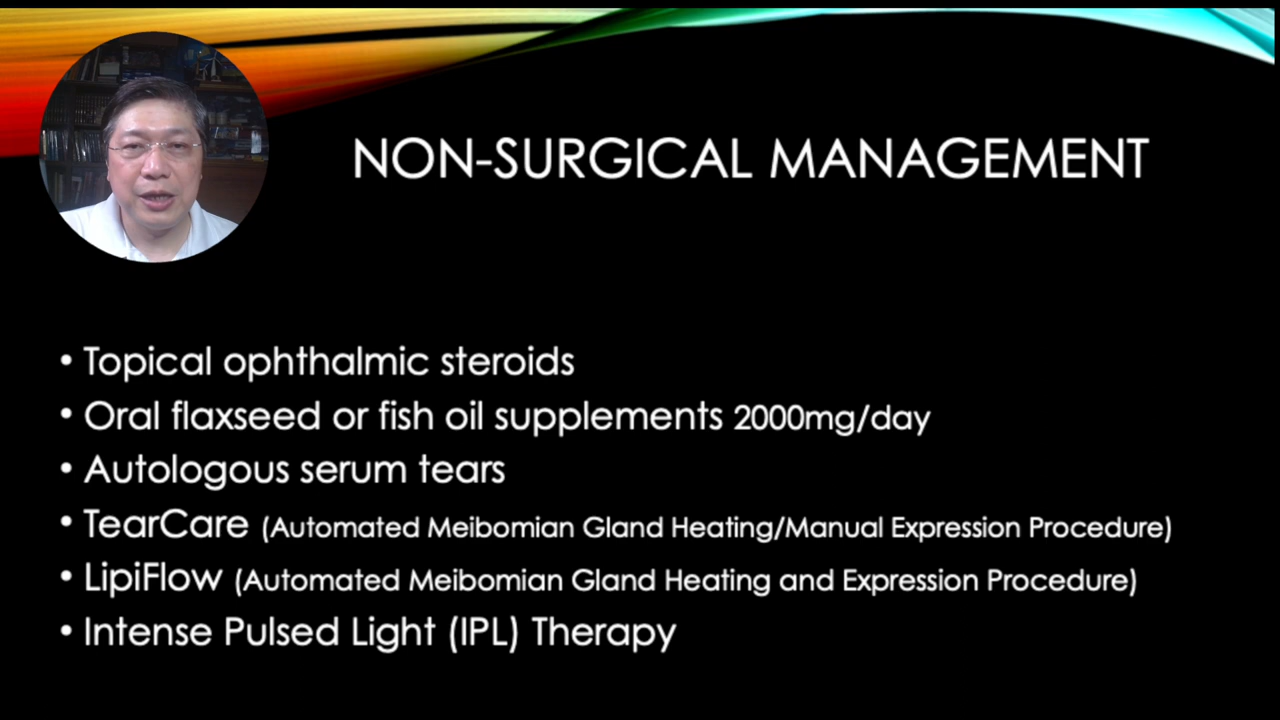 NON-SURGICAL MANAGEMENT
• Topical ophthalmic steroids
• Oral flaxseed or fish oil supplements 2000mg/day
• Autologous serum tears
• TearCare (Automated Meibomian Gland Heating/Manual Expression Procedure)
• LipiFlow (Automated Meibomian Gland Heating and Expression Procedure)
• Intense Pulsed Light (IPL) Therapy